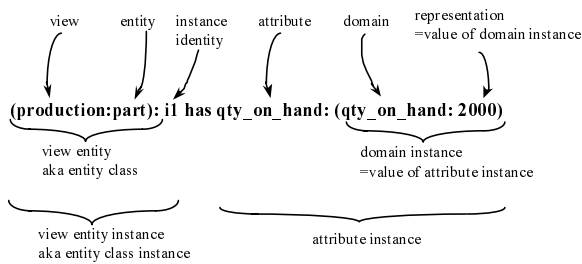 view entity instance attribute domain representation
identity =value of domain instance
(production:part): i1 has qty_on_hand: (qty_on_hand: 2000)
view entity domain instance
aka entity class =value of attribute instance
view entity instance attribute instance
aka entity class instance